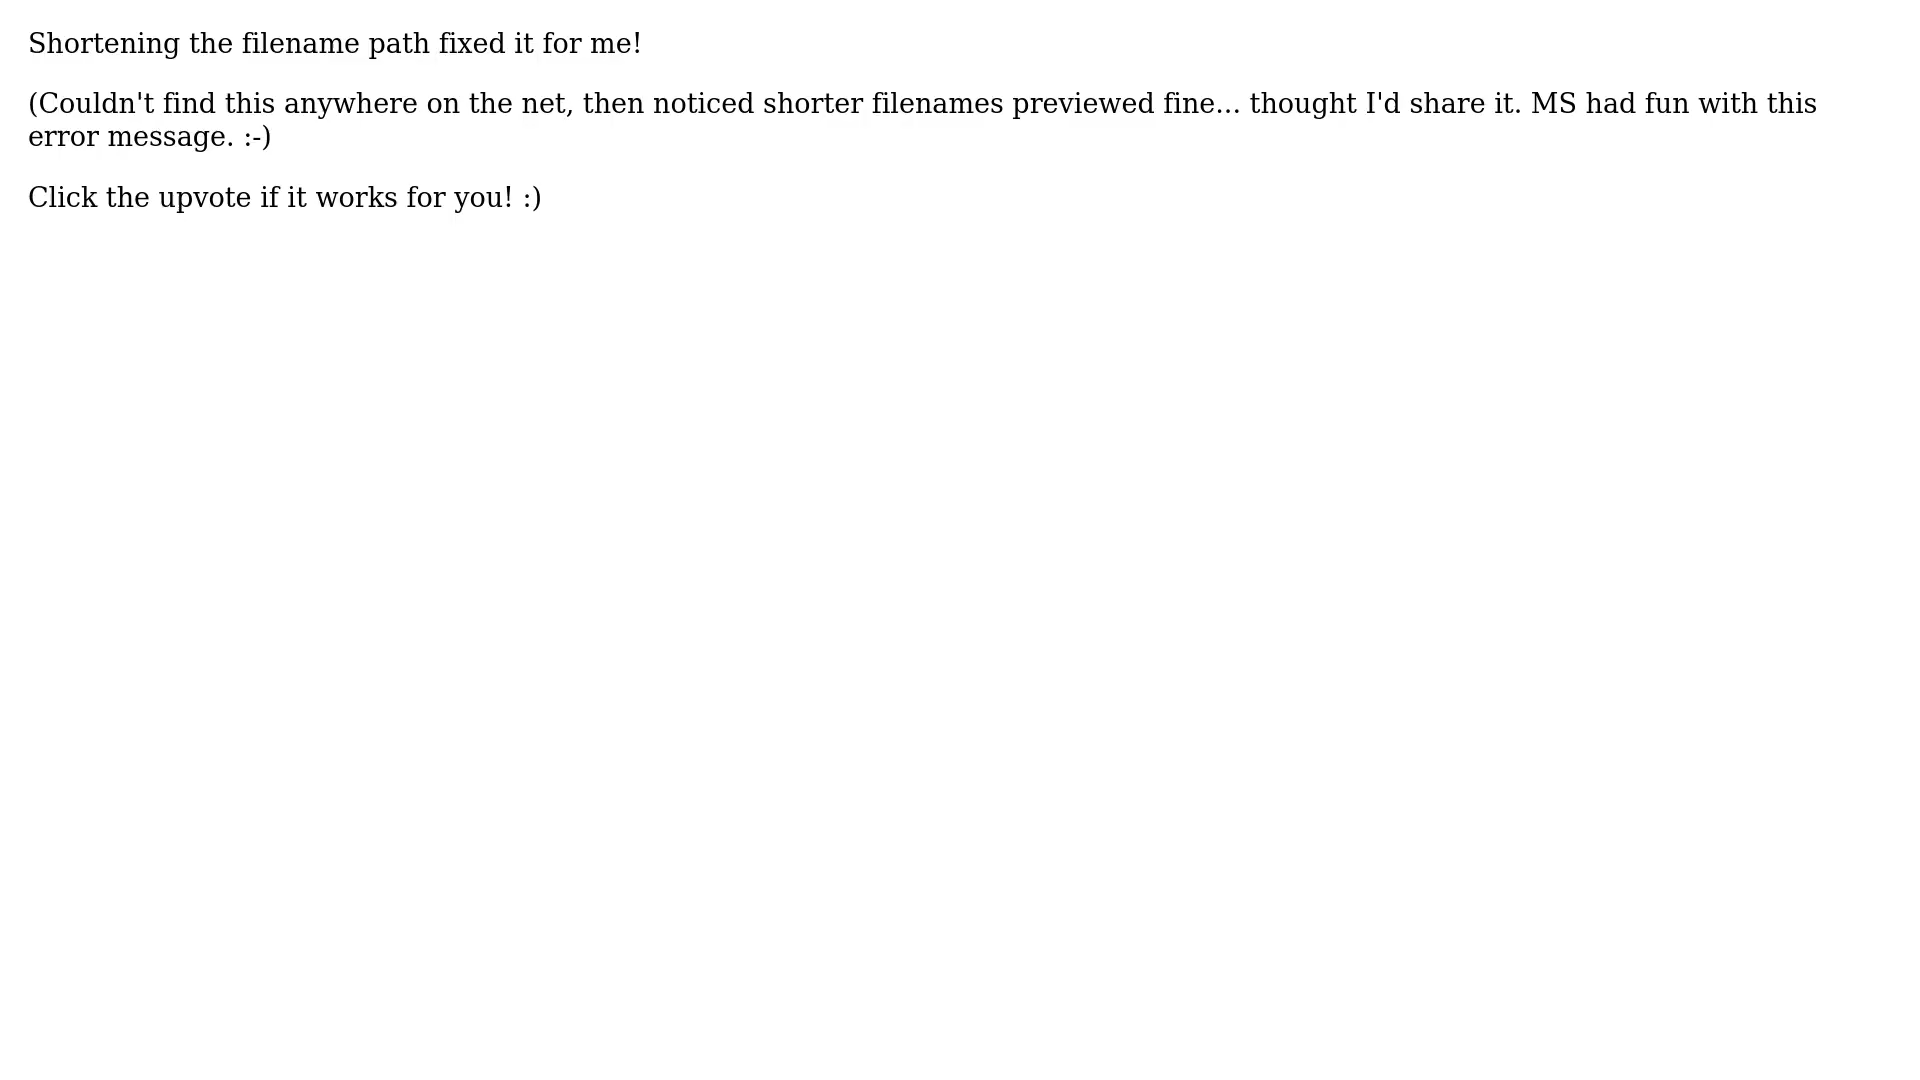 Shortening the filename path fixed it for me!
(Couldn't find this anywhere on the net, then noticed shorter filenames previewed fine... thought I'd share it. MS had fun with this
error message. :-)
Click the upvote if it works for you! :)